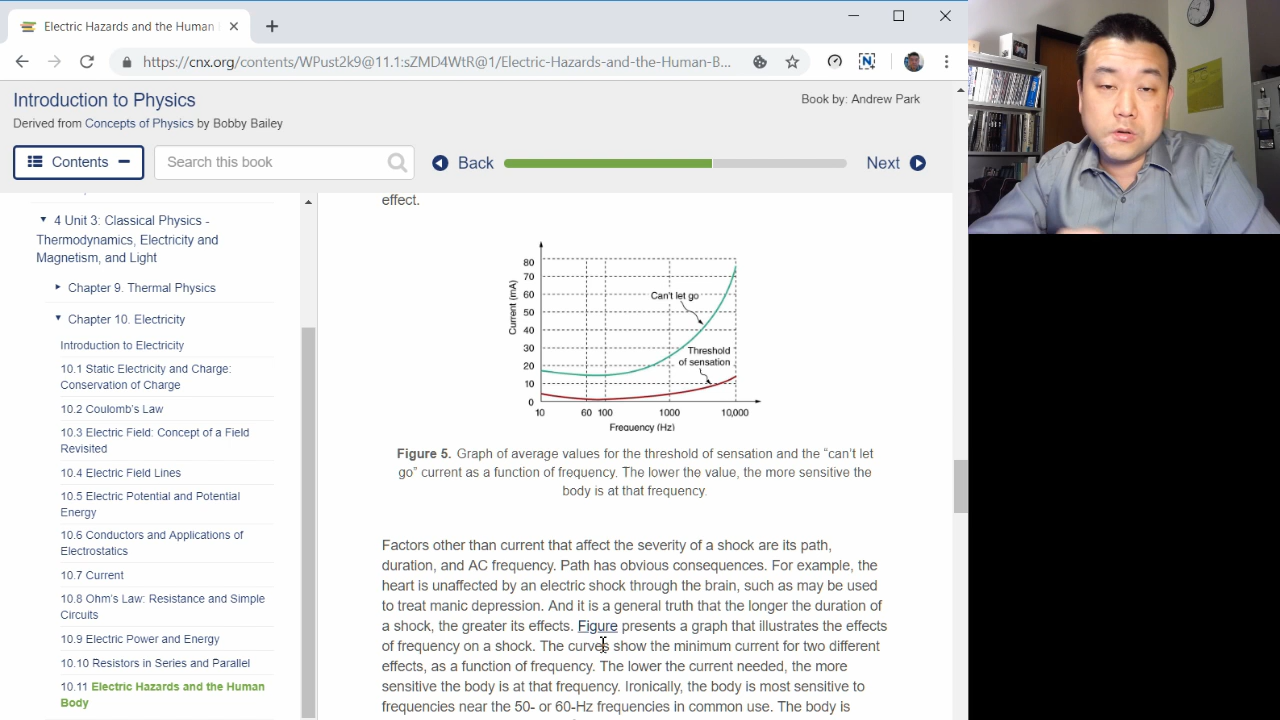 Electric Hazards and the Human
https://cnx.org/contents/WPust2k9@11.1:sZMD4WtR@1/Electric-Hazards-and-the-Human-B...
Introduction to Physics
Book by: Andrew Park
Derived from Concepts of Physics by Bobby Bailey
Contents
Search this book
Back
Next
4 Unit 3: Classical Physics -
Thermodynamics, Electricity and
Magnetism, and Light
Chapter 9. Thermal Physics
Chapter 10. Electricity
Introduction to Electricity
10.1 Static Electricity and Charge:
Conservation of Charge
10.2 Coulomb's Law
10.3 Electric Field: Concept of a Field
Revisited
10.4 Electric Field Lines
10.5 Electric Potential and Potential
Energy
10.6 Conductors and Applications of
Electrostatics
10.7 Current
10.8 Ohm's Law: Resistance and Simple
Circuits
10.9 Electric Power and Energy
10.10 Resistors in Series and Parallel
10.11 Electric Hazards and the Human
Body
effect.
Current (mA)
80
70
60
50
40
30
20
10
0
Can't let go
Threshold
of sensation
10 60 100 1000 10,000
Frequency (Hz)
Figure 5. Graph of average values for the threshold of sensation and the “can't let
go” current as a function of frequency. The lower the value, the more sensitive the
body is at that frequency.
Factors other than current that affect the severity of a shock are its path,
duration, and AC frequency. Path has obvious consequences. For example, the
heart is unaffected by an electric shock through the brain, such as may be used
to treat manic depression. And it is a general truth that the longer the duration of
a shock, the greater its effects. Figure presents a graph that illustrates the effects
of frequency on a shock. The curves show the minimum current for two different
effects, as a function of frequency. The lower the current needed, the more
sensitive the body is at that frequency. Ironically, the body is most sensitive to
frequencies near the 50- or 60-Hz frequencies in common use. The body is